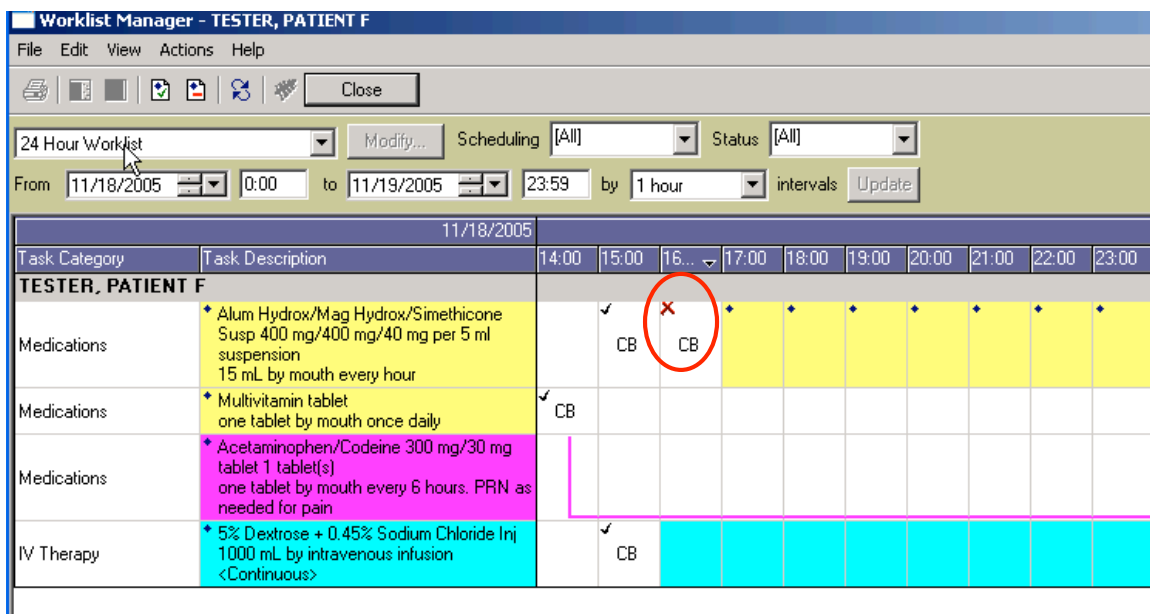 Worklist Manager - TESTER, PATIENT F
File Edit View Actions Help
Close
24 Hour Worklist Modify... Scheduling [All] Status [All]
From 11/18/2005 0:00 to 11/19/2005 23:59 by 1 hour intervals Update
11/18/2005
Task Category Task Description 14:00 15:00 16... 17:00 18:00 19:00 20:00 21:00 22:00 23:00
TESTER, PATIENT F
Medications
Alum Hydrox/Mag Hydrox/Simethicone
Susp 400 mg/400 mg/40 mg per 5 ml
suspension
15 mL by mouth every hour
CB CB
Medications
Multivitamin tablet
one tablet by mouth once daily
CB
Medications
Acetaminophen/Codeine 300 mg/30 mg
tablet 1 tablet(s)
one tablet by mouth every 6 hours. PRN as
needed for pain
IV Therapy
5% Dextrose + 0.45% Sodium Chloride Inj
1000 mL by intravenous infusion
<Continuous>
CB